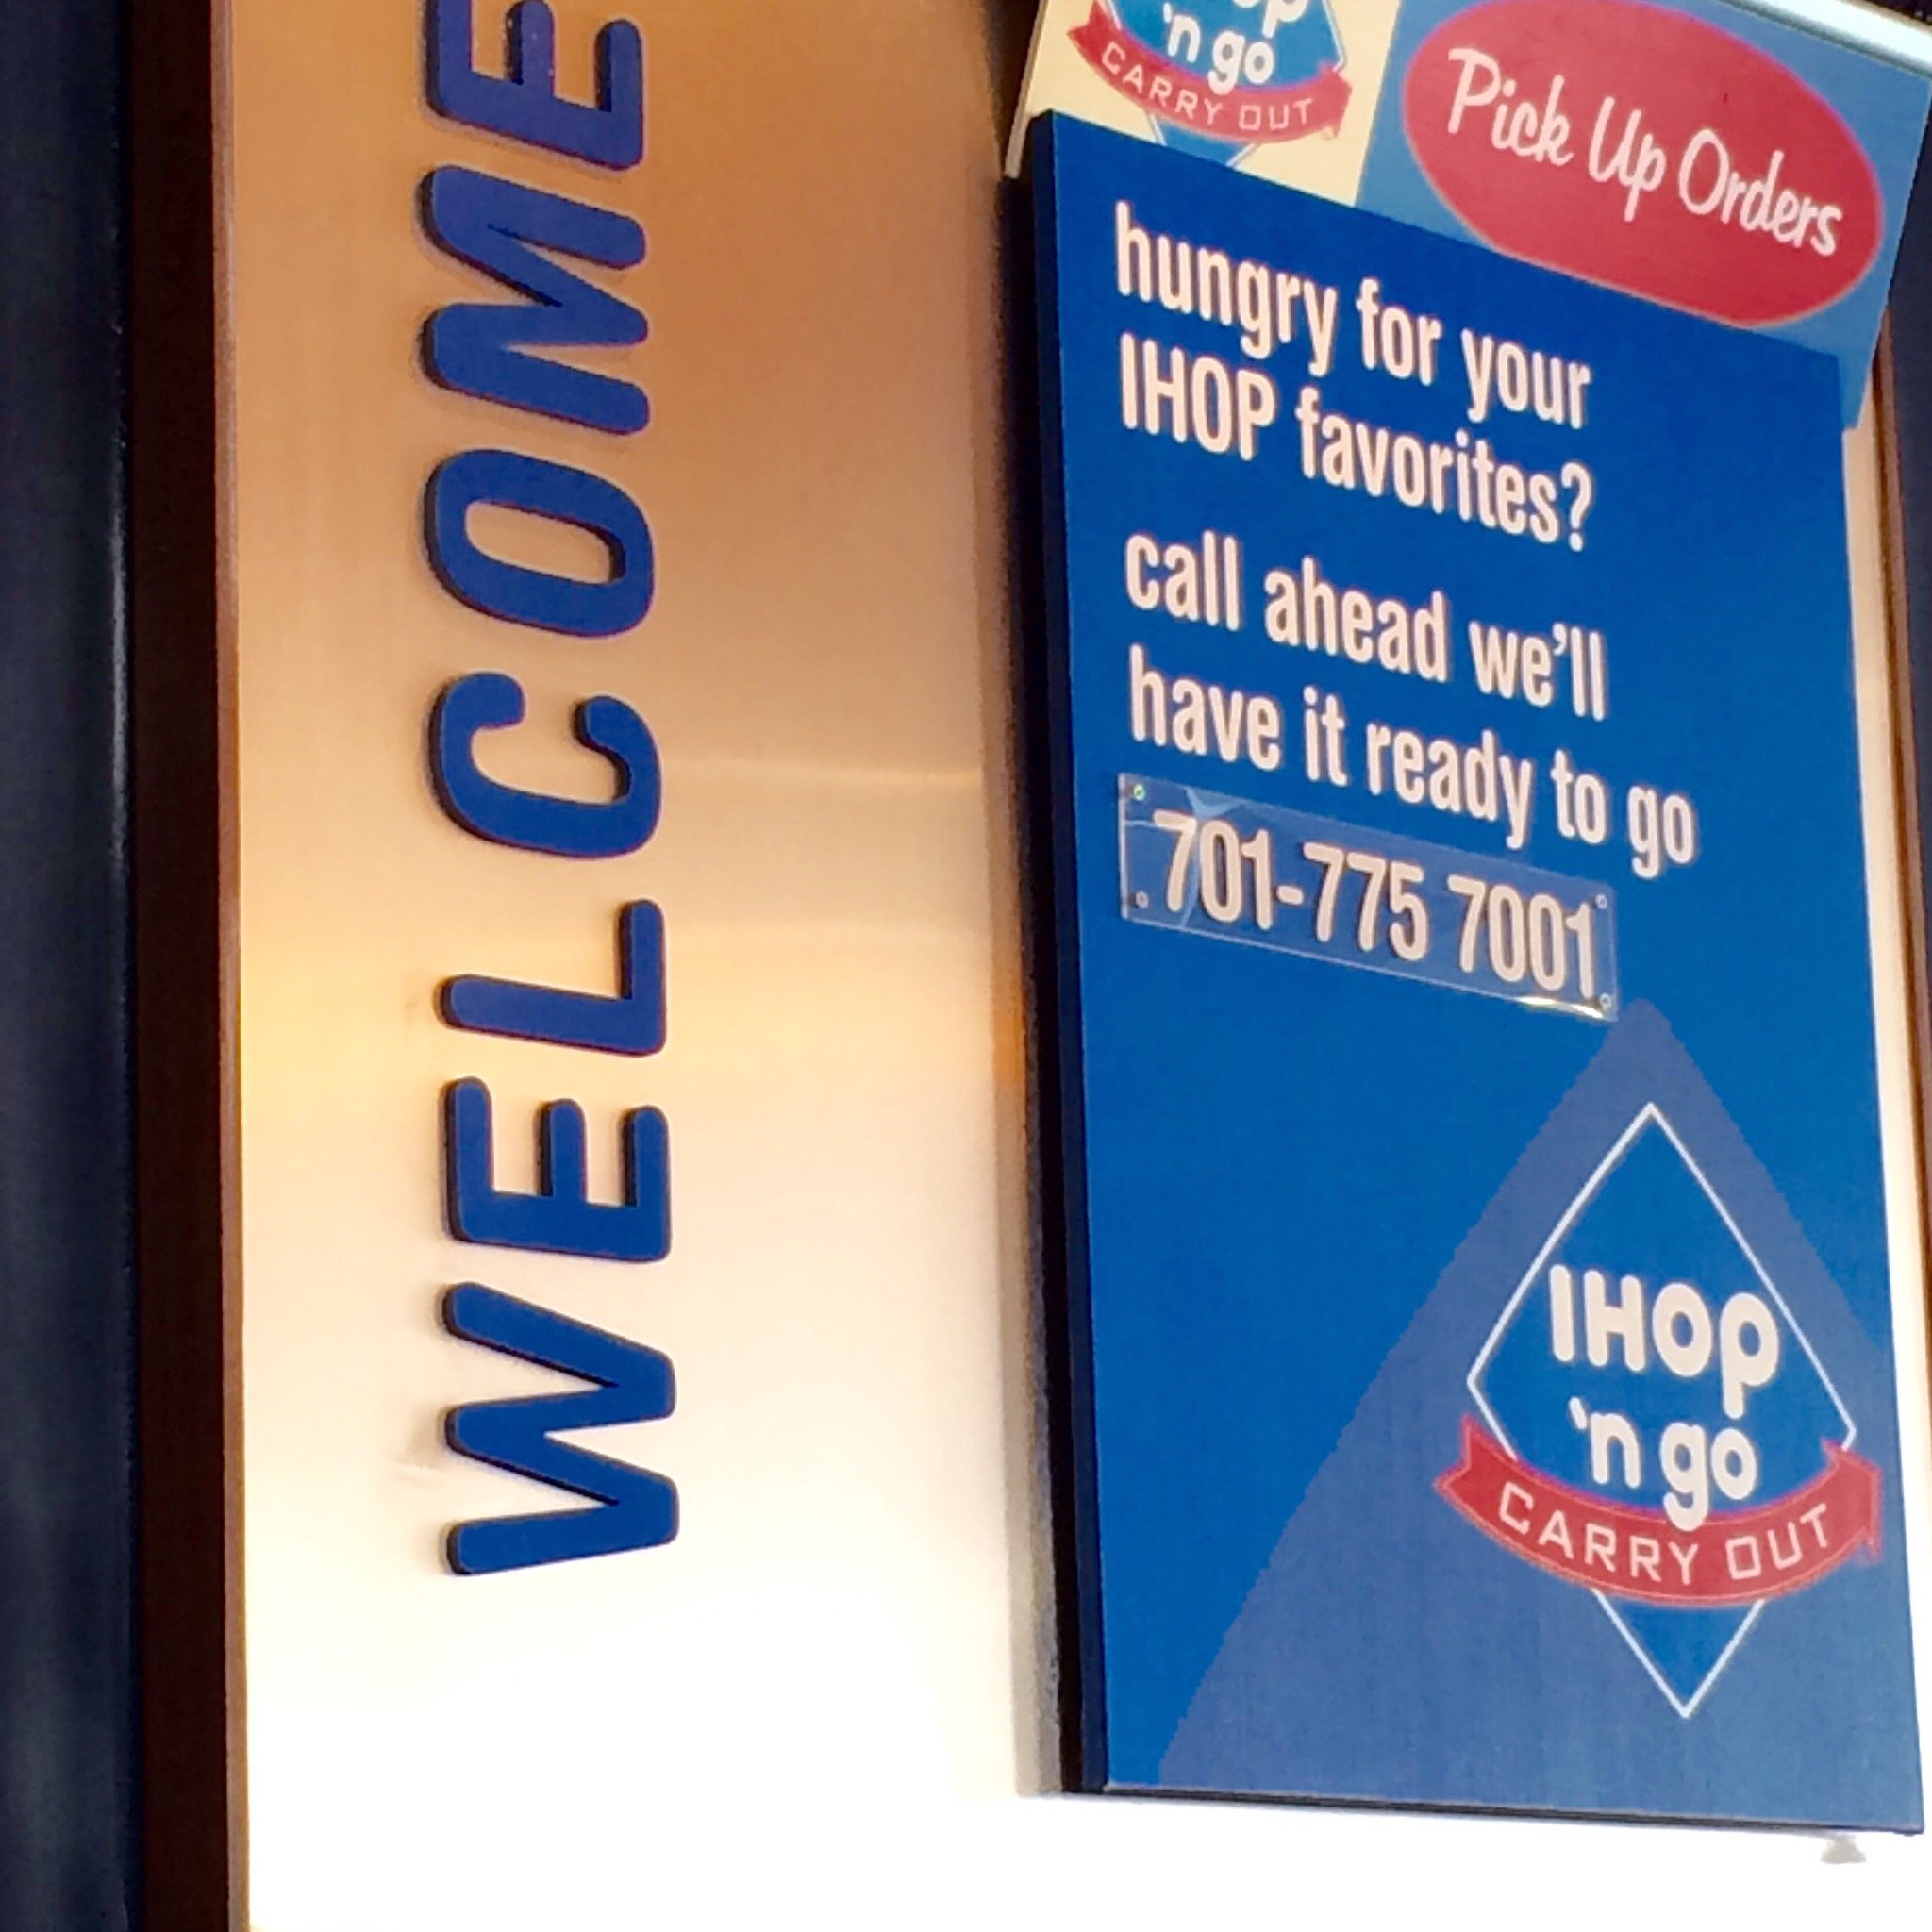 WELCOME
'n go
CARRY OUT
Pick Up Orders
hungry for your
IHOP favorites?
call ahead we'll
have it ready to go
701-775 7001
IHOP
'n go
CARRY OUT